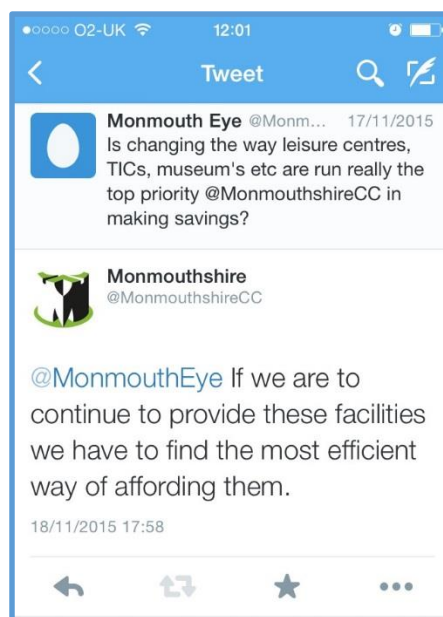 O2-UK 12:01
Tweet
Monmouth Eye @Monm... 17/11/2015
Is changing the way leisure centres,
TICs, museum's etc are run really the
top priority @MonmouthshireCC in
making savings?
Monmouthshire
@MonmouthshireCC
@MonmouthEye If we are to
continue to provide these facilities
we have to find the most efficient
way of affording them.
18/11/2015 17:58